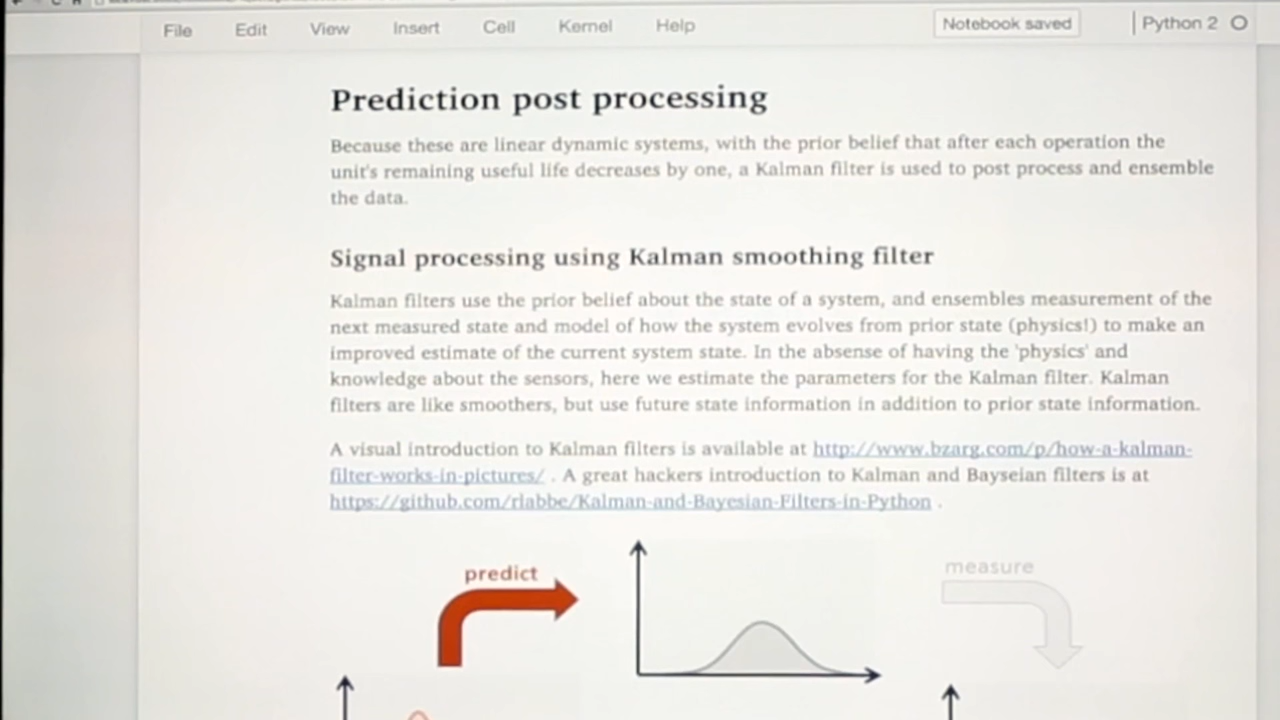 File Edit View Insert Cell Kernel Help Notebook saved Python 2
Prediction post processing
Because these are linear dynamic systems, with the prior belief that after each operation the
unit's remaining useful life decreases by one, a Kalman filter is used to post process and ensemble
the data.
Signal processing using Kalman smoothing filter
Kalman filters use the prior belief about the state of a system, and ensembles measurement of the
next measured state and model of how the system evolves from prior state (physics!) to make an
improved estimate of the current system state. In the absense of having the 'physics' and
knowledge about the sensors, here we estimate the parameters for the Kalman filter. Kalman
filters are like smoothers, but use future state information in addition to prior state information.
A visual introduction to Kalman filters is available at http://www.bzarg.com/p/how-a-kalman-
filter-works-in-pictures/ . A great hackers introduction to Kalman and Bayseian filters is at
https://github.com/rlabbe/Kalman-and-Bayesian-Filters-in-Python .
predict
measure